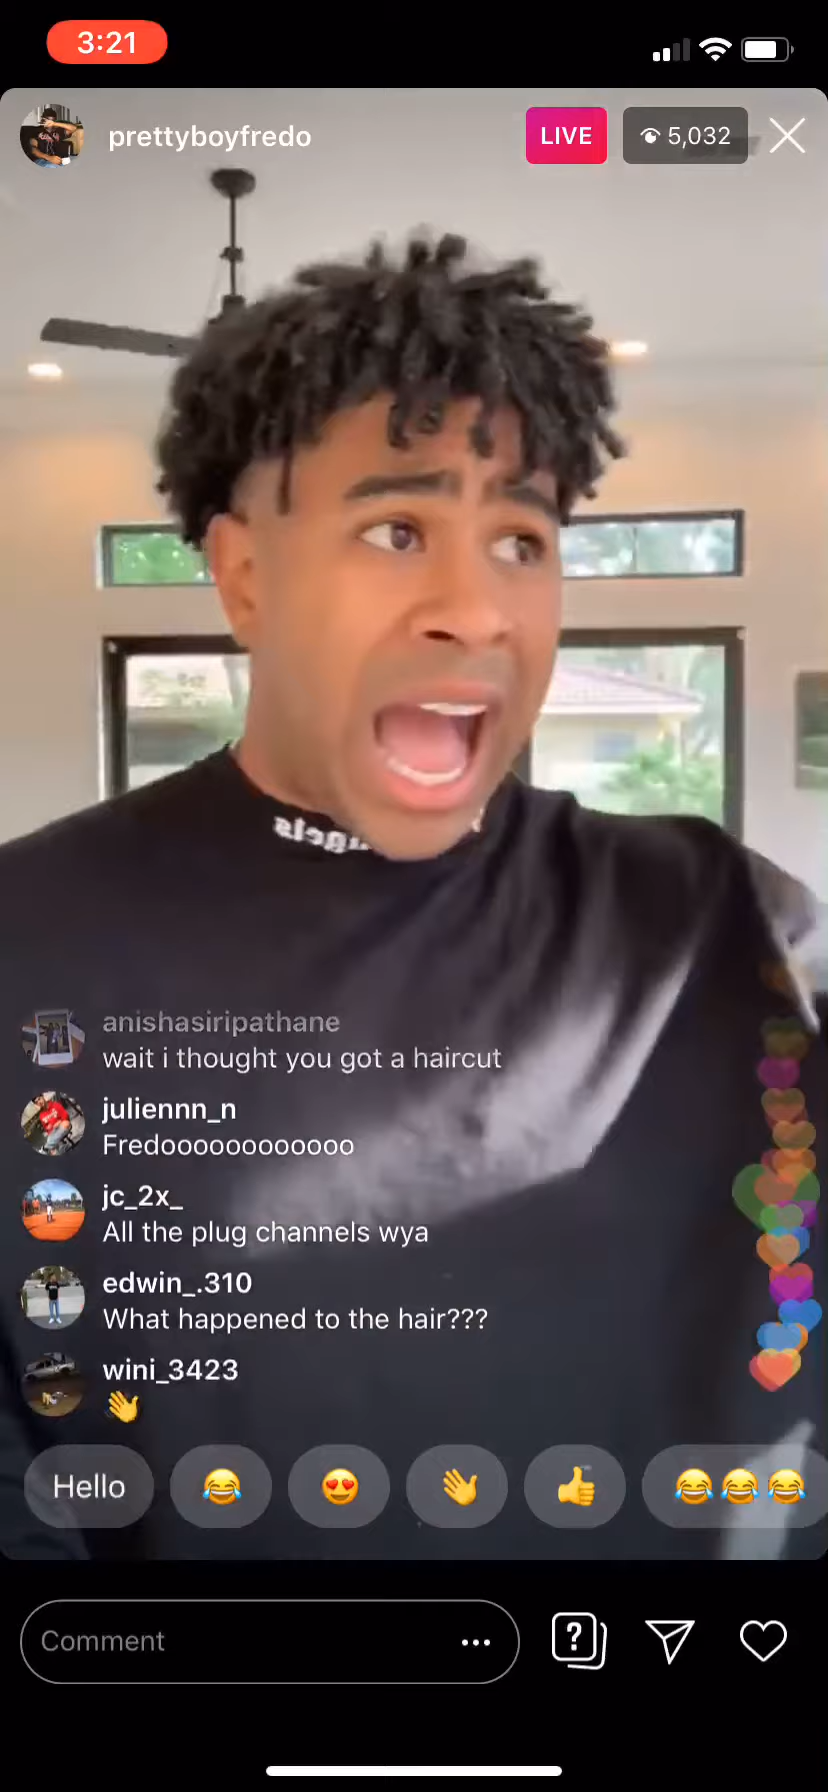 3:21
prettyboyfredo
LIVE
5,032
anishasiripathane
wait i thought you got a haircut
juliennn_n
Fredoooooooooooo
jc_2x_
All the plug channels wya
edwin_.310
What happened to the hair???
wini_3423
👋
Hello 😂 😍 👋 👍 😂😂😂
Comment